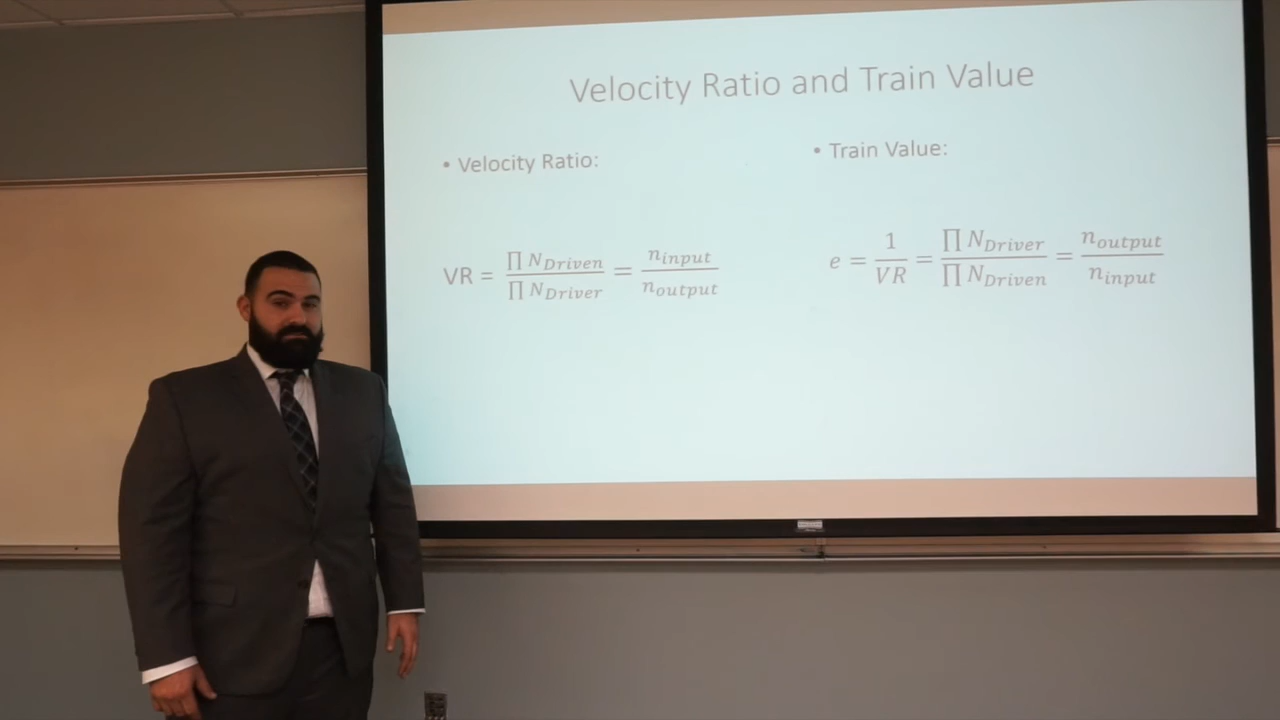 Velocity Ratio and Train Value
• Velocity Ratio:
VR = ∏ N_Driven / ∏ N_Driver = n_input / n_output
• Train Value:
e = 1 / VR = ∏ N_Driver / ∏ N_Driven = n_output / n_input